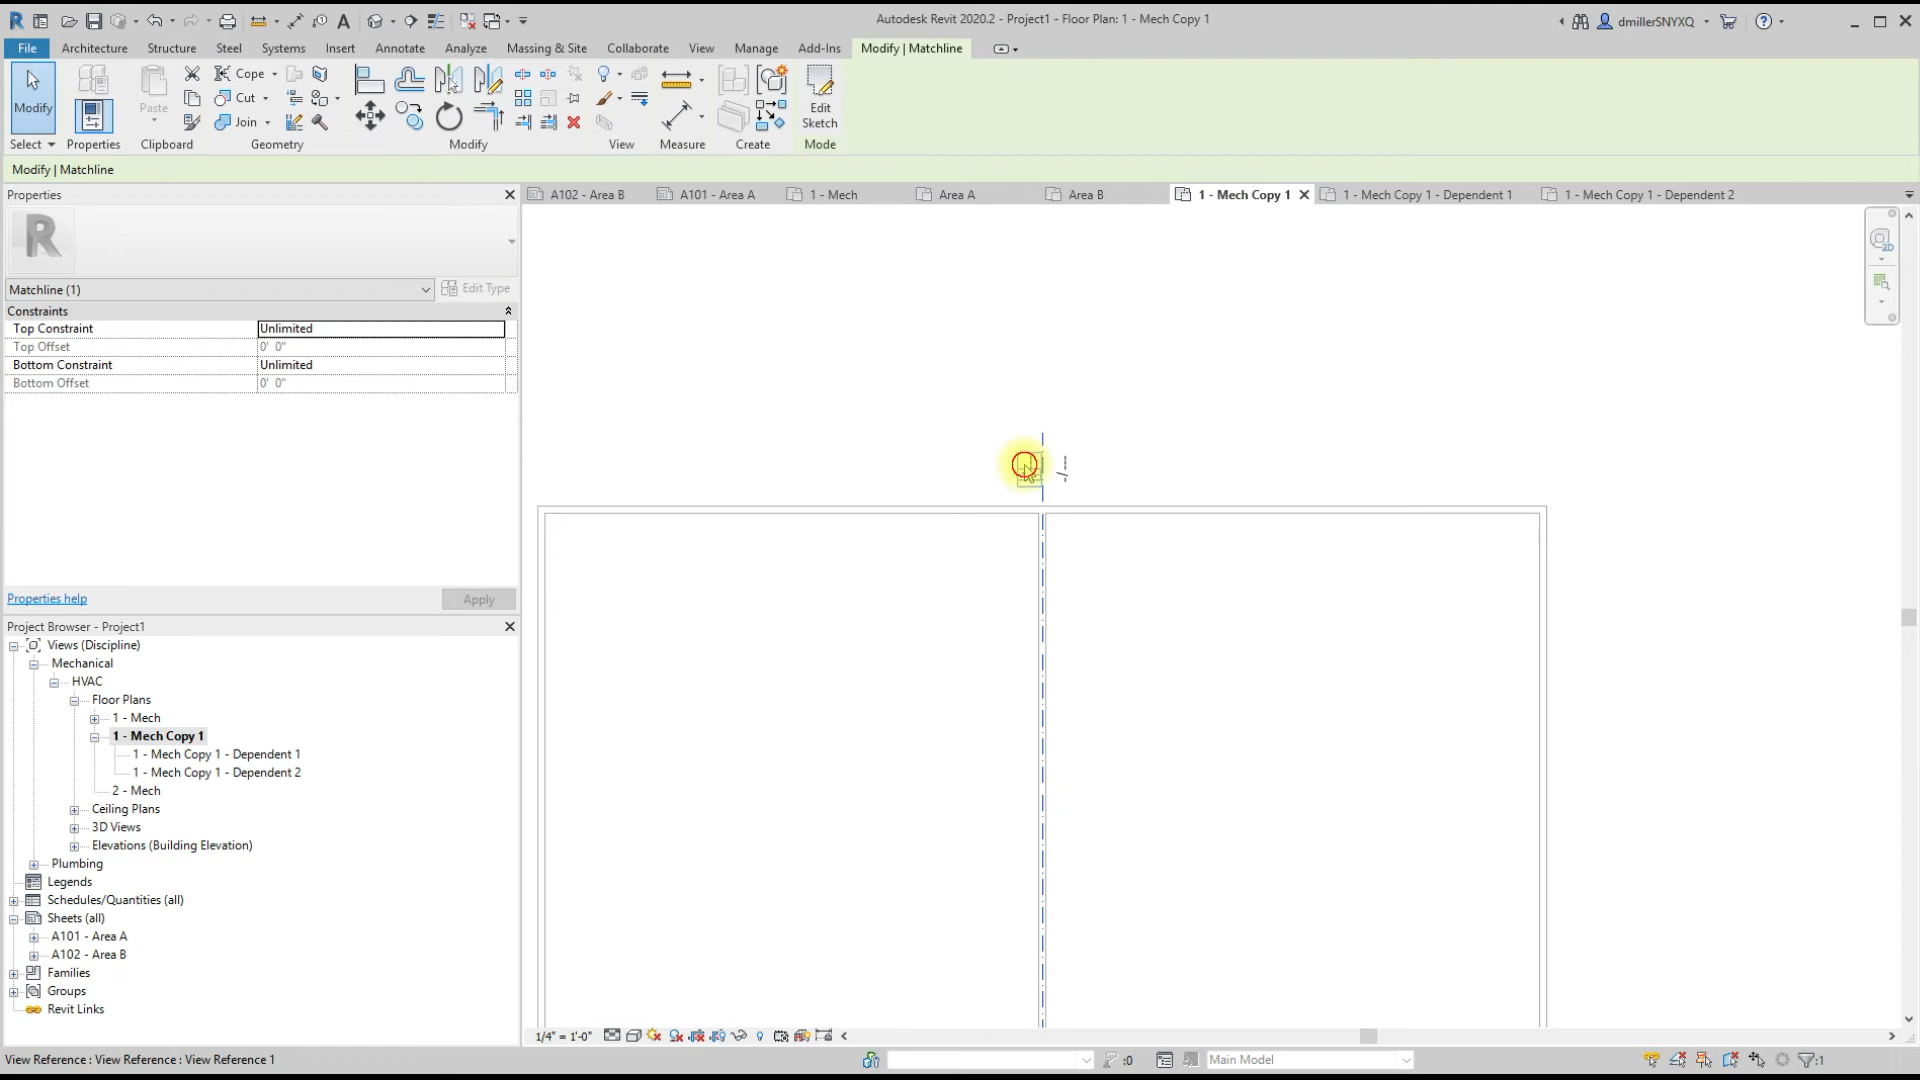 Autodesk Revit 2020.2 - Project1 - Floor Plan: 1 - Mech Copy 1
dmillerSNYXQ
File Architecture Structure Steel Systems Insert Annotate Analyze Massing & Site Collaborate View Manage Add-Ins Modify | Matchline
Modify
Paste
Cope
Cut
Join
Edit
Sketch
Select Properties Clipboard Geometry Modify View Measure Create Mode
Modify | Matchline
Properties
A102 - Area B A101 - Area A 1 - Mech Area A Area B 1 - Mech Copy 1 1 - Mech Copy 1 - Dependent 1 1 - Mech Copy 1 - Dependent 2
R
2D
Matchline (1) Edit Type
Constraints
Top Constraint Unlimited
Top Offset 0' 0"
Bottom Constraint Unlimited
Bottom Offset 0' 0"
Properties help Apply
Project Browser - Project1
Views (Discipline)
Mechanical
HVAC
Floor Plans
1 - Mech
1 - Mech Copy 1
1 - Mech Copy 1 - Dependent 1
1 - Mech Copy 1 - Dependent 2
2 - Mech
Ceiling Plans
3D Views
Elevations (Building Elevation)
Plumbing
Legends
Schedules/Quantities (all)
Sheets (all)
A101 - Area A
A102 - Area B
Families
Groups
Revit Links
1/4" = 1'-0"
View Reference : View Reference : View Reference 1
:0
Main Model
:1